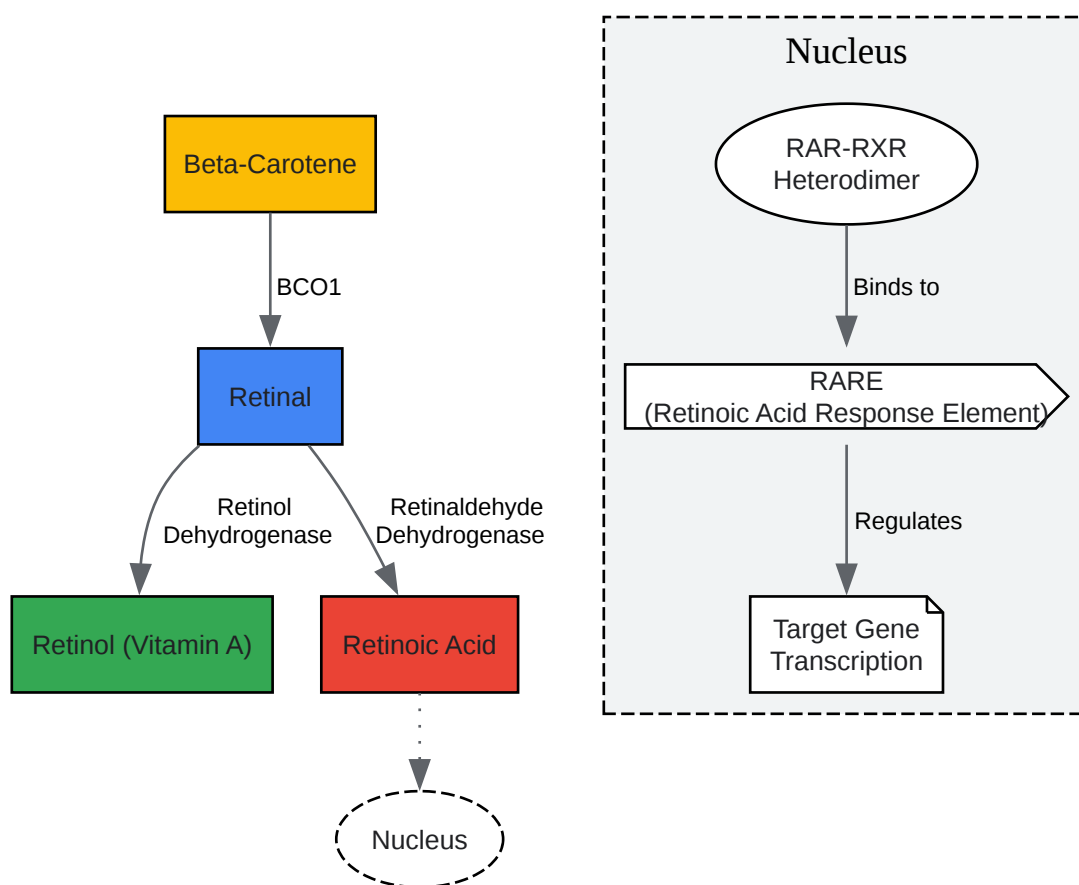 Beta-Carotene
BCO1
Retinal
Retinol
Dehydrogenase
Retinaldehyde
Dehydrogenase
Retinol (Vitamin A)
Retinoic Acid
Nucleus
Nucleus
RAR-RXR
Heterodimer
Binds to
RARE
(Retinoic Acid Response Element)
Regulates
Target Gene
Transcription